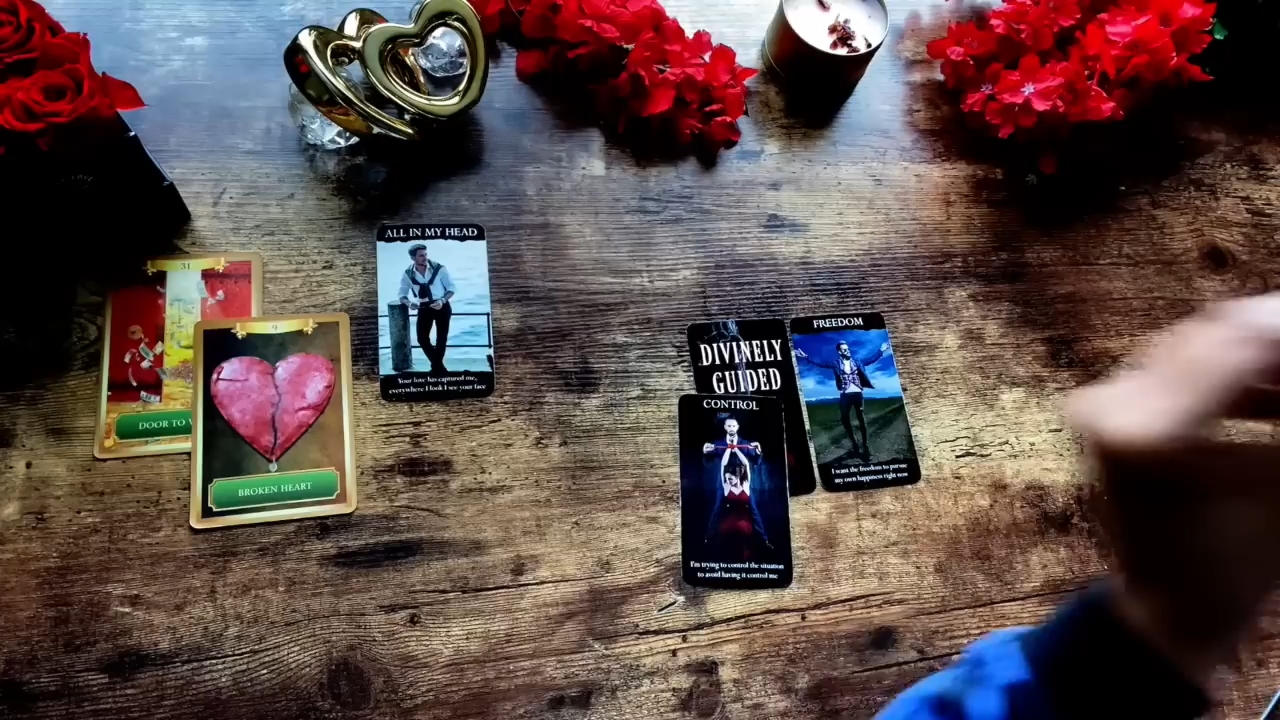 31
DOOR TO
9
BROKEN HEART
ALL IN MY HEAD
Your love has captured me,
everywhere I look I see your face
DIVINELY
GUIDED
CONTROL
I'm trying to control the situation
to avoid having it control me
FREEDOM
I want the freedom to pursue
my own happiness right now